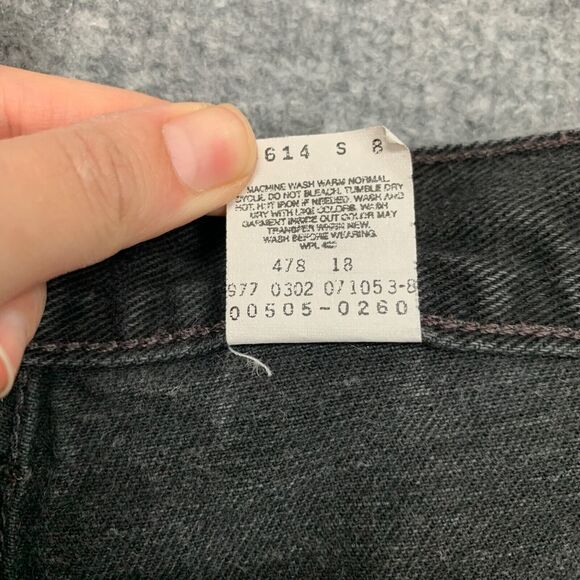 614 S 8
MACHINE WASH WARM NORMAL
CYCLE. DO NOT BLEACH. TUMBLE DRY
HOT. HOT IRON IF NEEDED. WASH AND
DRY WITH LIKE COLORS. WASH
GARMENT INSIDE OUT COLOR MAY
TRANSFER WHEN NEW.
WASH BEFORE WEARING.
WPL 423
478 18
977 0302 071053-8
00505-0260